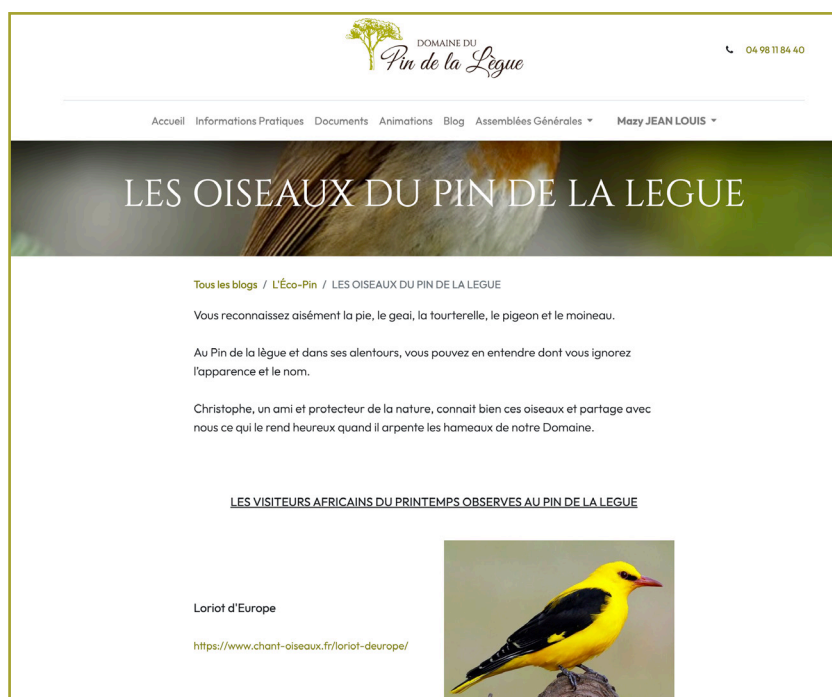 DOMAINE DU
Pin de la Lègue
04 98 11 84 40
Accueil Informations Pratiques Documents Animations Blog Assemblées Générales Mazy JEAN LOUIS
LES OISEAUX DU PIN DE LA LEGUE
Tous les blogs / L'Éco-Pin / LES OISEAUX DU PIN DE LA LEGUE
Vous reconnaissez aisément la pie, le geai, la tourterelle, le pigeon et le moineau.
Au Pin de la lègue et dans ses alentours, vous pouvez en entendre dont vous ignorez
l'apparence et le nom.
Christophe, un ami et protecteur de la nature, connait bien ces oiseaux et partage avec
nous ce qui le rend heureux quand il arpente les hameaux de notre Domaine.
LES VISITEURS AFRICAINS DU PRINTEMPS OBSERVES AU PIN DE LA LEGUE
Loriot d'Europe
https://www.chant-oiseaux.fr/loriot-deurope/